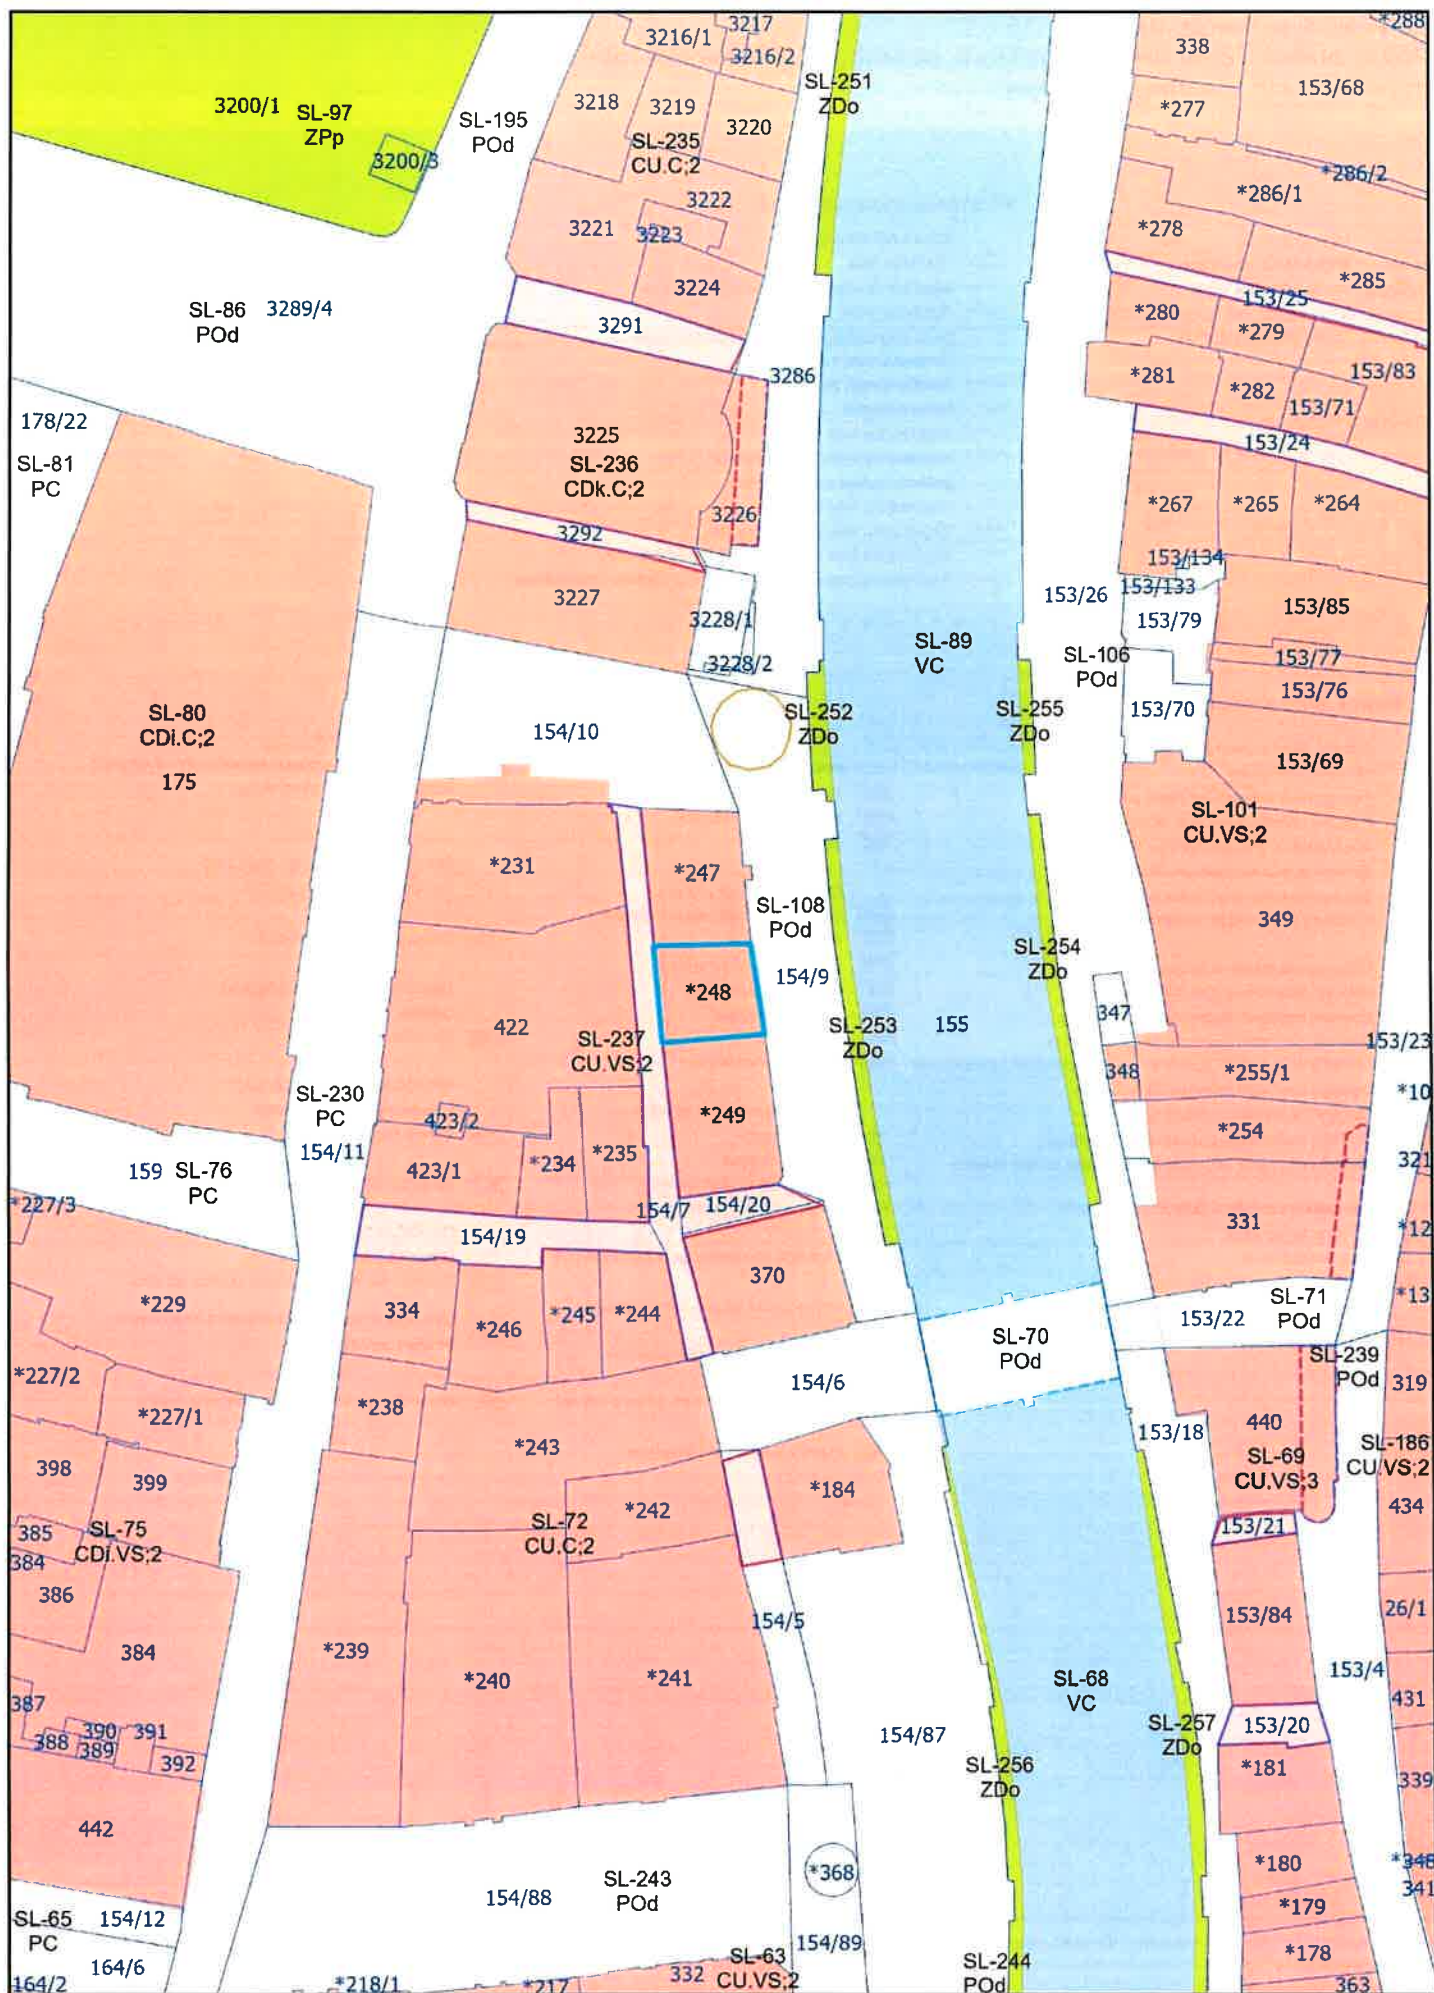 3217
*288
3216/1
338
3216/2
SL-251
ZDo
153/68
3218
3219
3200/1
SL-97
ZPp
SL-195
POd
*277
3220
SL-235
CU.C;2
3200/3
*286/2
*286/1
3222
3221
3223
*278
*285
3224
SL-86
POd
3289/4
153/25
3291
*280
*279
3286
*281
153/83
*282
153/71
178/22
3225
153/24
SL-81
PC
SL-236
CDk.C;2
*267
*265
*264
3226
3292
153/134
153/133
3227
153/26
153/85
3228/1
153/79
SL-89
VC
3228/2
SL-106
POd
153/77
153/76
SL-80
CDi.C;2
SL-252
ZDo
SL-255
ZDo
153/70
154/10
153/69
175
SL-101
CU.VS;2
*231
*247
SL-108
POd
349
SL-254
ZDo
154/9
*248
347
422
SL-253
ZDo
155
SL-237
CU.VS;2
153/23
348
*255/1
SL-230
PC
*10
423/2
*249
*254
154/11
*235
321
159
SL-76
PC
423/1
*234
*227/3
154/7
154/20
331
*12
154/19
370
*229
SL-71
POd
*13
334
*245
*244
153/22
*246
SL-70
POd
SL-239
POd
*227/2
154/6
319
*238
*227/1
440
*243
153/18
SL-186
CU.VS;2
398
399
SL-69
CU.VS;3
*184
*242
434
385
SL-75
CDi.VS;2
SL-72
CU.C;2
153/21
384
386
26/1
154/5
153/84
*239
384
*240
*241
153/4
SL-68
VC
387
431
390
391
388
389
392
154/87
SL-257
ZDo
153/20
SL-256
ZDo
*181
339
442
*180
*348
*368
SL-243
POd
341
154/88
*179
SL-65
PC
154/12
154/89
*178
164/6
SL-63
CU.VS;2
SL-244
POd
332
164/2
*218/1
*217
363